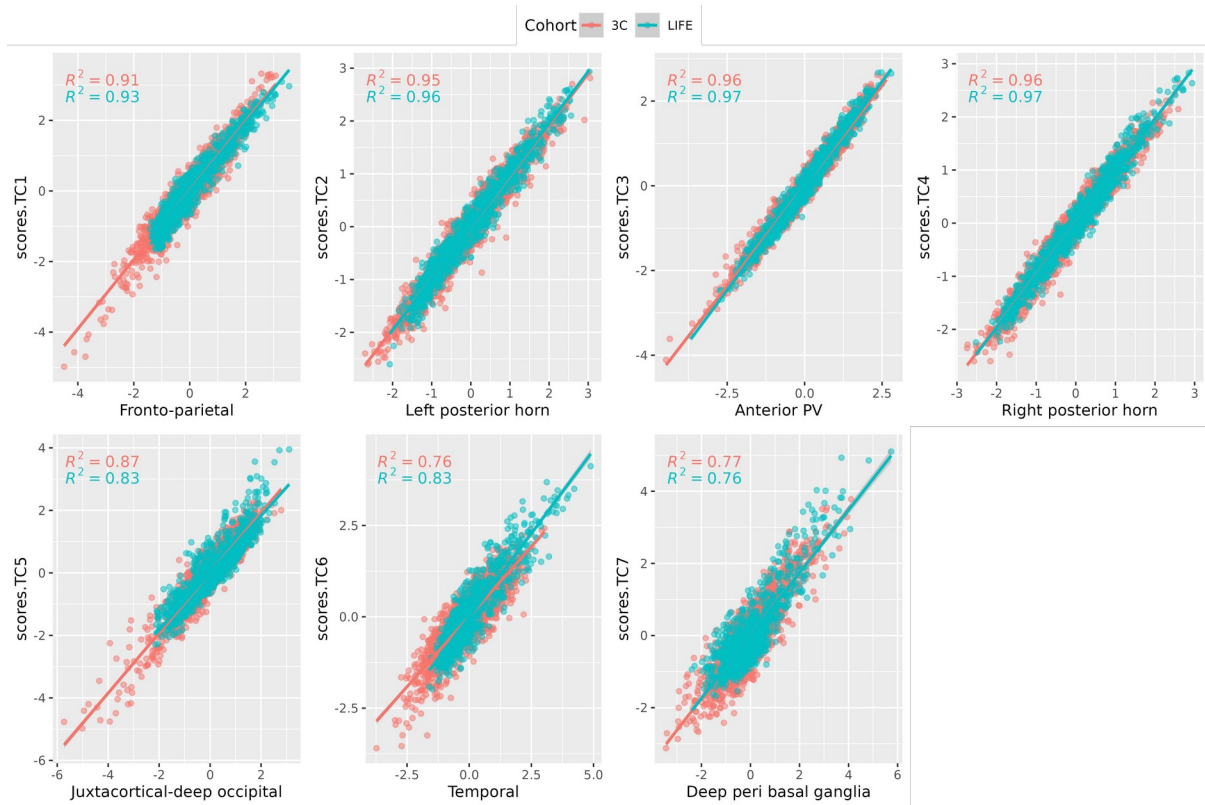 Cohort 3C LIFE
R² = 0.91
R² = 0.93
scores.TC1
2
0
-2
-4
-4 -2 0 2
Fronto-parietal
R² = 0.95
R² = 0.96
scores.TC2
3
2
1
0
-1
-2
-2 -1 0 1 2 3
Left posterior horn
R² = 0.96
R² = 0.97
scores.TC3
2
0
-2
-4
-2.5 0.0 2.5
Anterior PV
R² = 0.96
R² = 0.97
scores.TC4
3
2
1
0
-1
-2
-3
-3 -2 -1 0 1 2 3
Right posterior horn
R² = 0.87
R² = 0.83
scores.TC5
4
2
0
-2
-4
-6
-6 -4 -2 0 2
Juxtacortical-deep occipital
R² = 0.76
R² = 0.83
scores.TC6
2.5
0.0
-2.5
-2.5 0.0 2.5 5.0
Temporal
R² = 0.77
R² = 0.76
scores.TC7
4
2
0
-2
-2 0 2 4 6
Deep peri basal ganglia